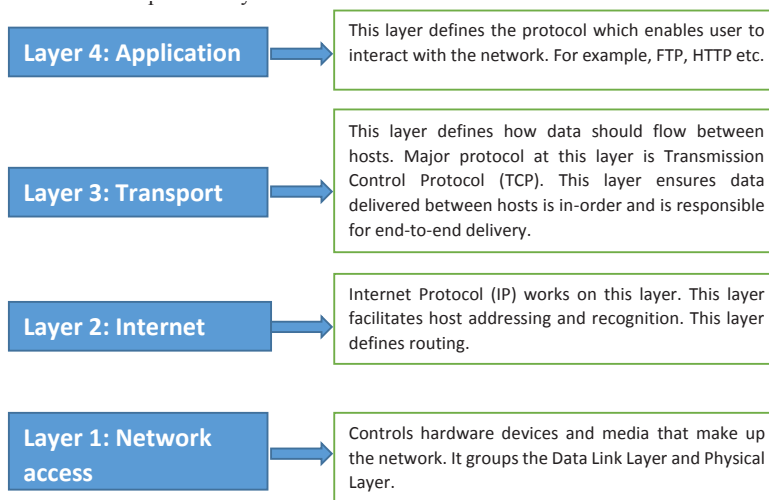 Layer 4: Application
This layer defines the protocol which enables user to
interact with the network. For example, FTP, HTTP etc.
Layer 3: Transport
This layer defines how data should flow between
hosts. Major protocol at this layer is Transmission
Control Protocol (TCP). This layer ensures data
delivered between hosts is in-order and is responsible
for end-to-end delivery.
Layer 2: Internet
Internet Protocol (IP) works on this layer. This layer
facilitates host addressing and recognition. This layer
defines routing.
Layer 1: Network
access
Controls hardware devices and media that make up
the network. It groups the Data Link Layer and Physical
Layer.